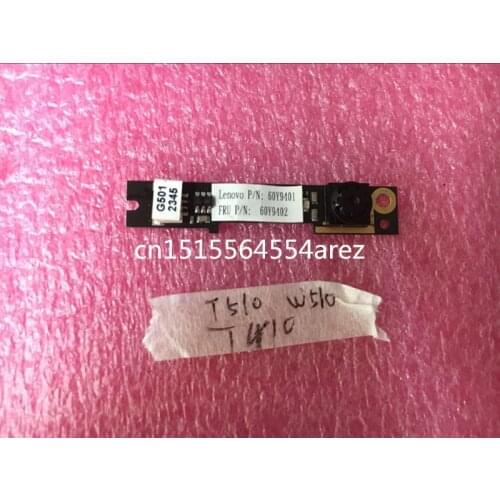 G501
2345
Lenovo P/N: 60Y9401
FRU P/N: 60Y9402
cn1515564554arez
T510 W510
T410